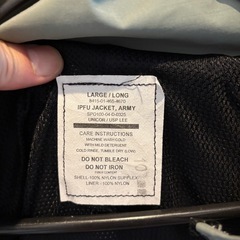 LARGE / LONG
8415-01-465-4670
IPFU JACKET, ARMY
SPO100-04-D-0325
UNICOR / USP LEE
CARE INSTRUCTIONS
MACHINE WASH COLD
WITH MILD DETERGENT
COLD RINSE, TUMBLE DRY (LOW)
DO NOT BLEACH
DO NOT IRON
SHELL-100% NYLON SUPPLEX
LINER / 100% NYLON